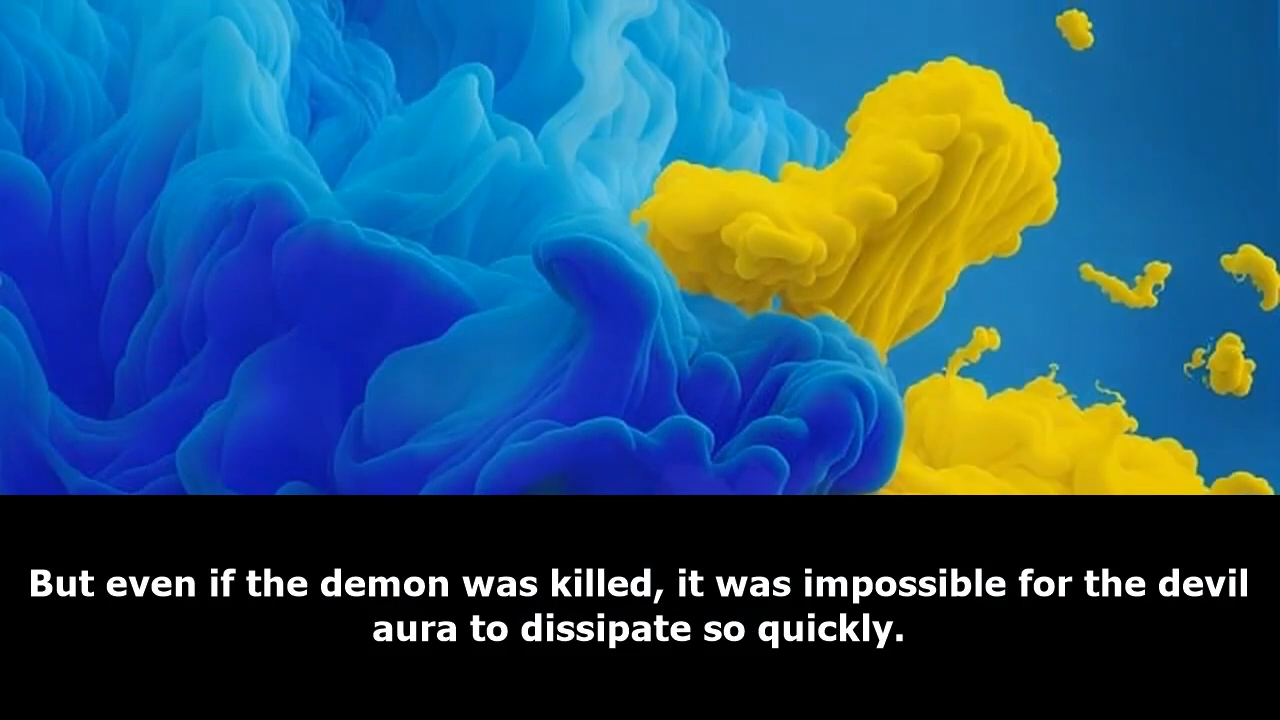 But even if the demon was killed, it was impossible for the devil
aura to dissipate so quickly.